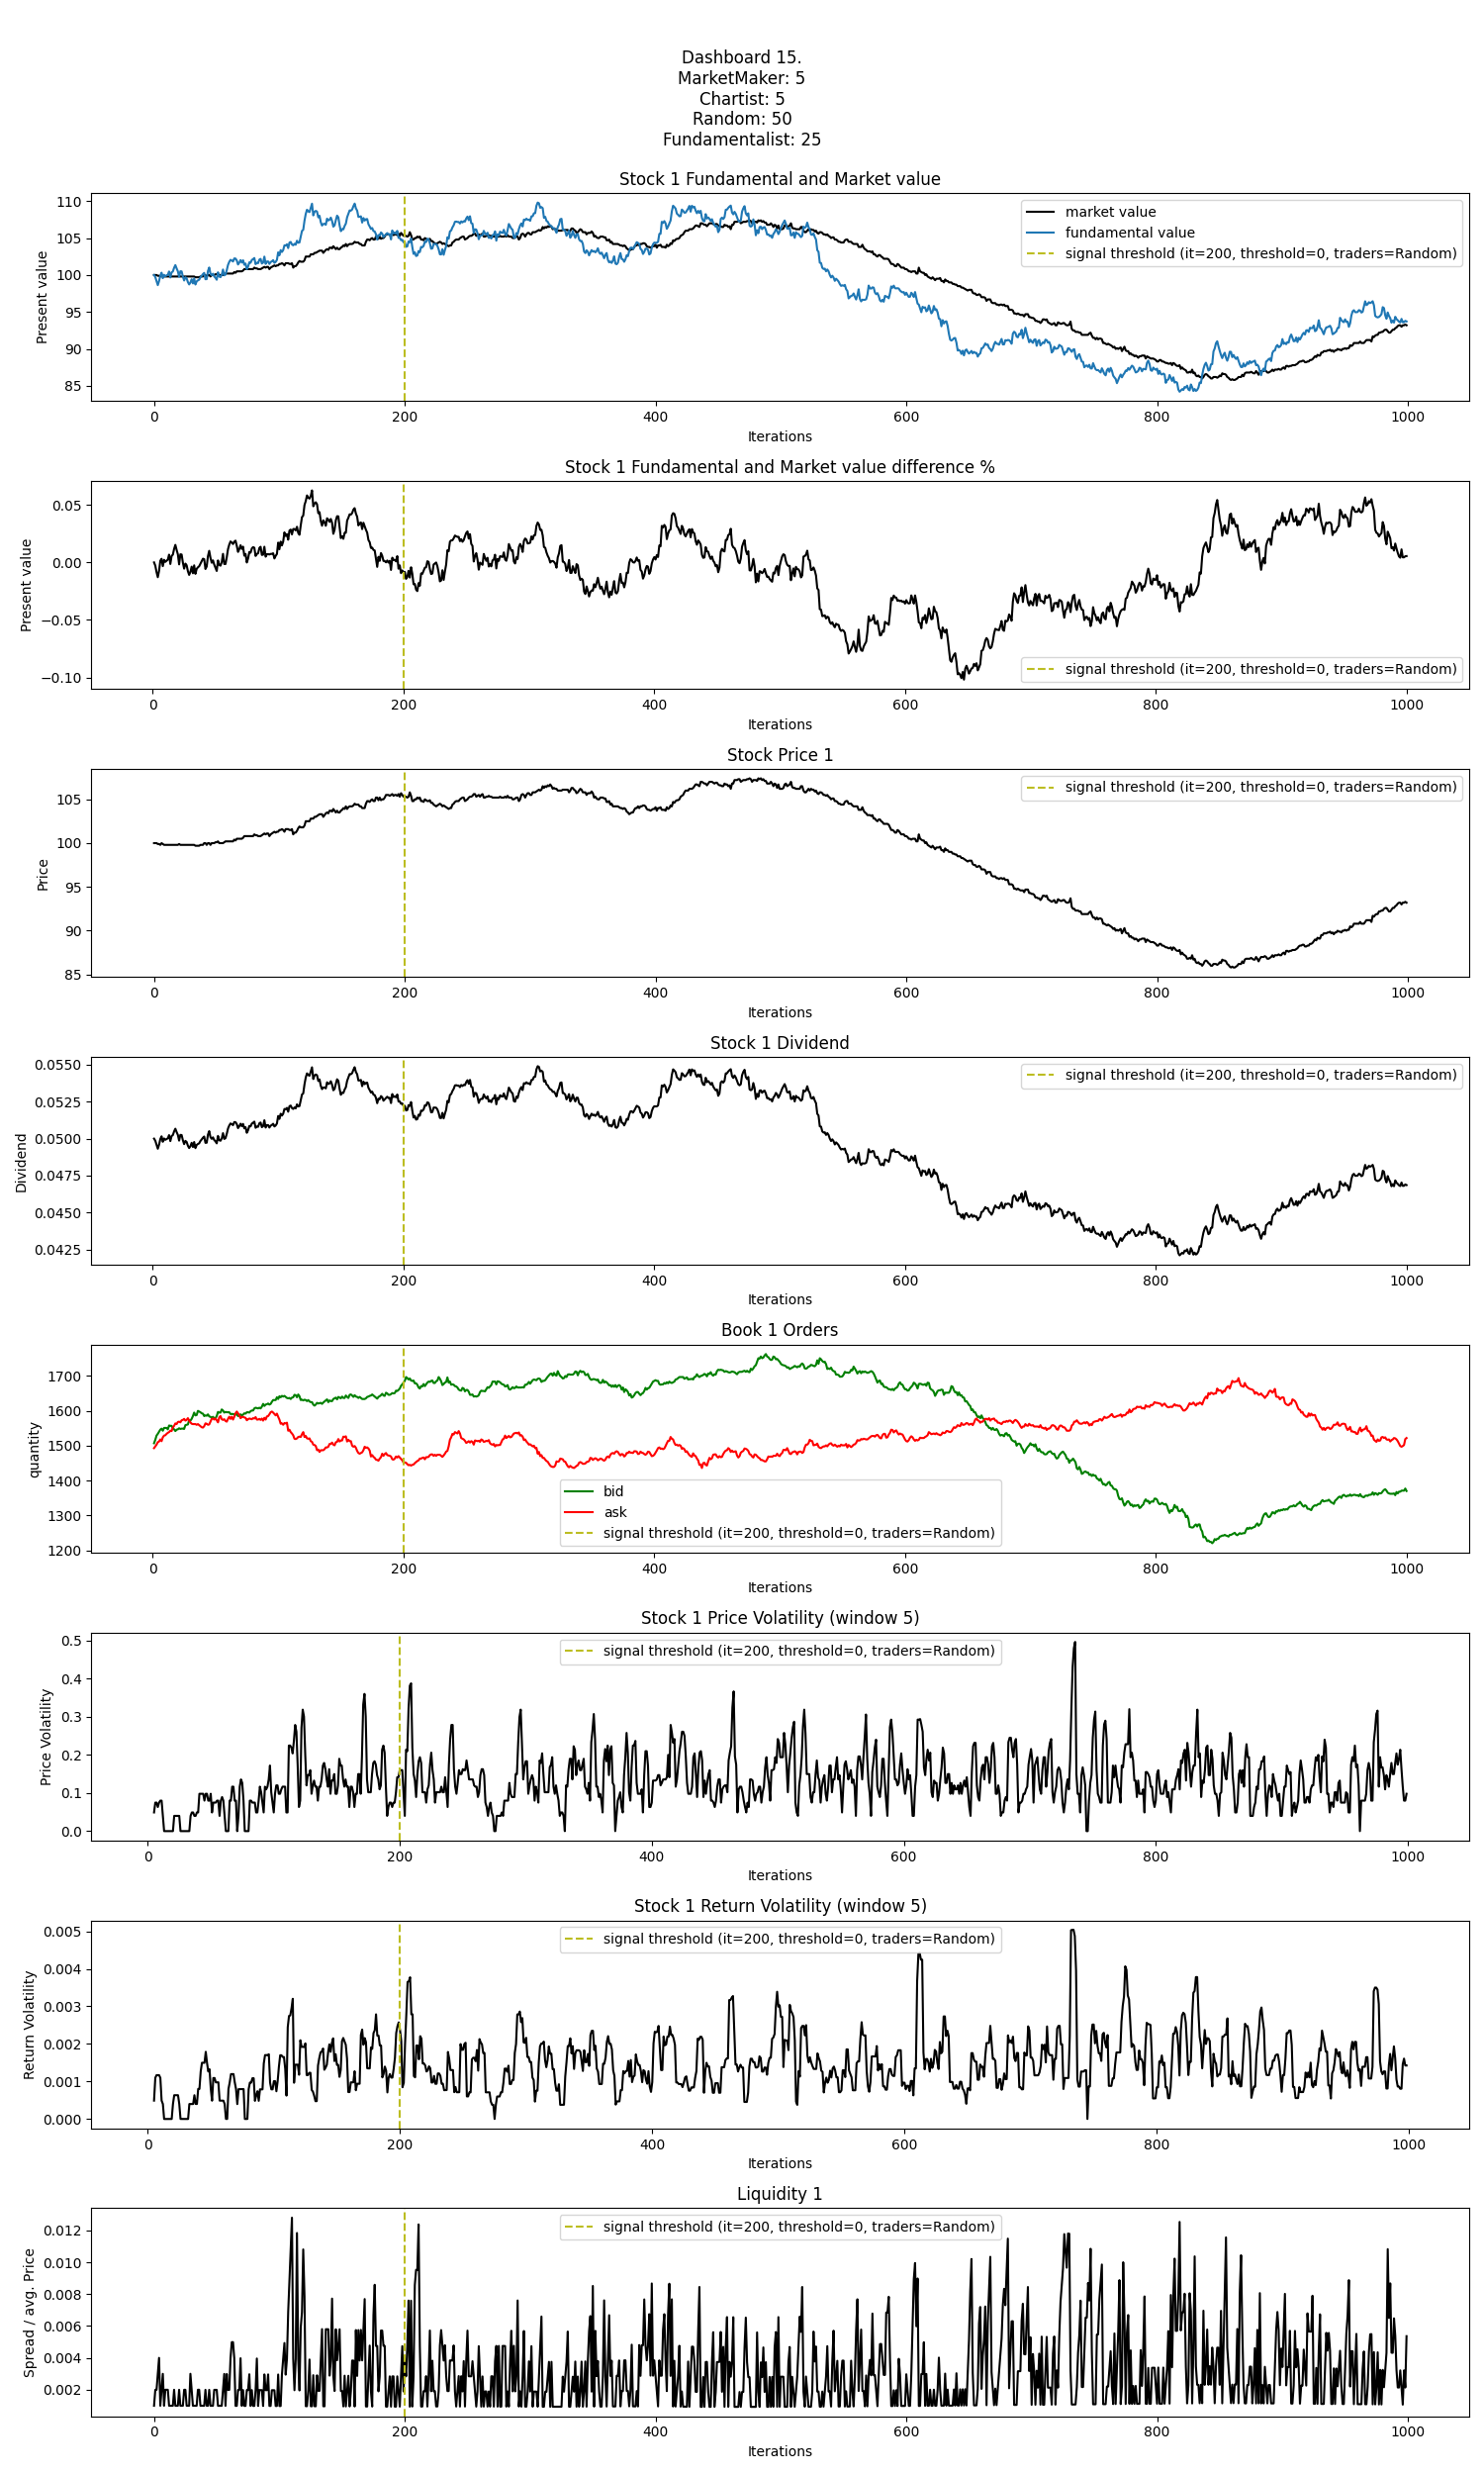 Dashboard 15.
MarketMaker: 5
Chartist: 5
Random: 50
Fundamentalist: 25
Stock 1 Fundamental and Market value
Present value
110
105
100
95
90
85
market value
fundamental value
signal threshold (it=200, threshold=0, traders=Random)
0 200 400 600 800 1000
Iterations
Stock 1 Fundamental and Market value difference %
Present value
0.05
0.00
−0.05
−0.10
signal threshold (it=200, threshold=0, traders=Random)
0 200 400 600 800 1000
Iterations
Stock Price 1
Price
105
100
95
90
85
signal threshold (it=200, threshold=0, traders=Random)
0 200 400 600 800 1000
Iterations
Stock 1 Dividend
Dividend
0.0550
0.0525
0.0500
0.0475
0.0450
0.0425
signal threshold (it=200, threshold=0, traders=Random)
0 200 400 600 800 1000
Iterations
Book 1 Orders
quantity
1700
1600
1500
1400
1300
1200
bid
ask
signal threshold (it=200, threshold=0, traders=Random)
0 200 400 600 800 1000
Iterations
Stock 1 Price Volatility (window 5)
Price Volatility
0.5
0.4
0.3
0.2
0.1
0.0
signal threshold (it=200, threshold=0, traders=Random)
0 200 400 600 800 1000
Iterations
Stock 1 Return Volatility (window 5)
Return Volatility
0.005
0.004
0.003
0.002
0.001
0.000
signal threshold (it=200, threshold=0, traders=Random)
0 200 400 600 800 1000
Iterations
Liquidity 1
Spread / avg. Price
0.012
0.010
0.008
0.006
0.004
0.002
signal threshold (it=200, threshold=0, traders=Random)
0 200 400 600 800 1000
Iterations